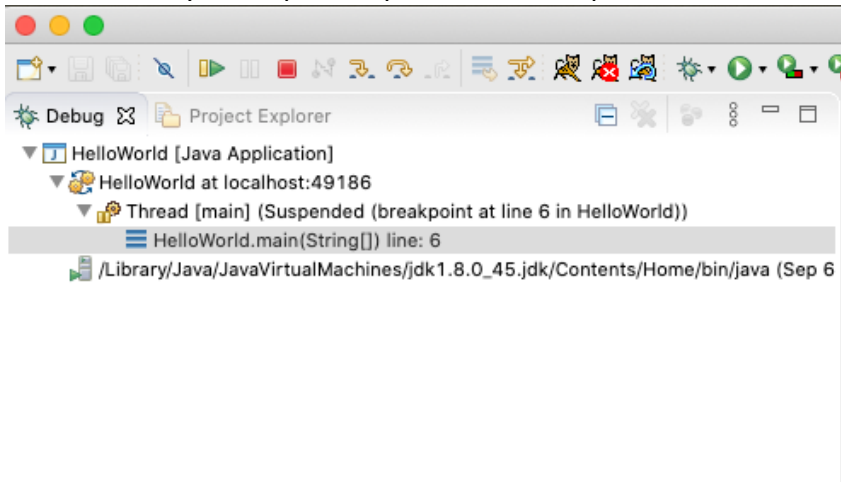 Debug Project Explorer
HelloWorld [Java Application]
HelloWorld at localhost:49186
Thread [main] (Suspended (breakpoint at line 6 in HelloWorld))
HelloWorld.main(String[]) line: 6
/Library/Java/JavaVirtualMachines/jdk1.8.0_45.jdk/Contents/Home/bin/java (Sep 6